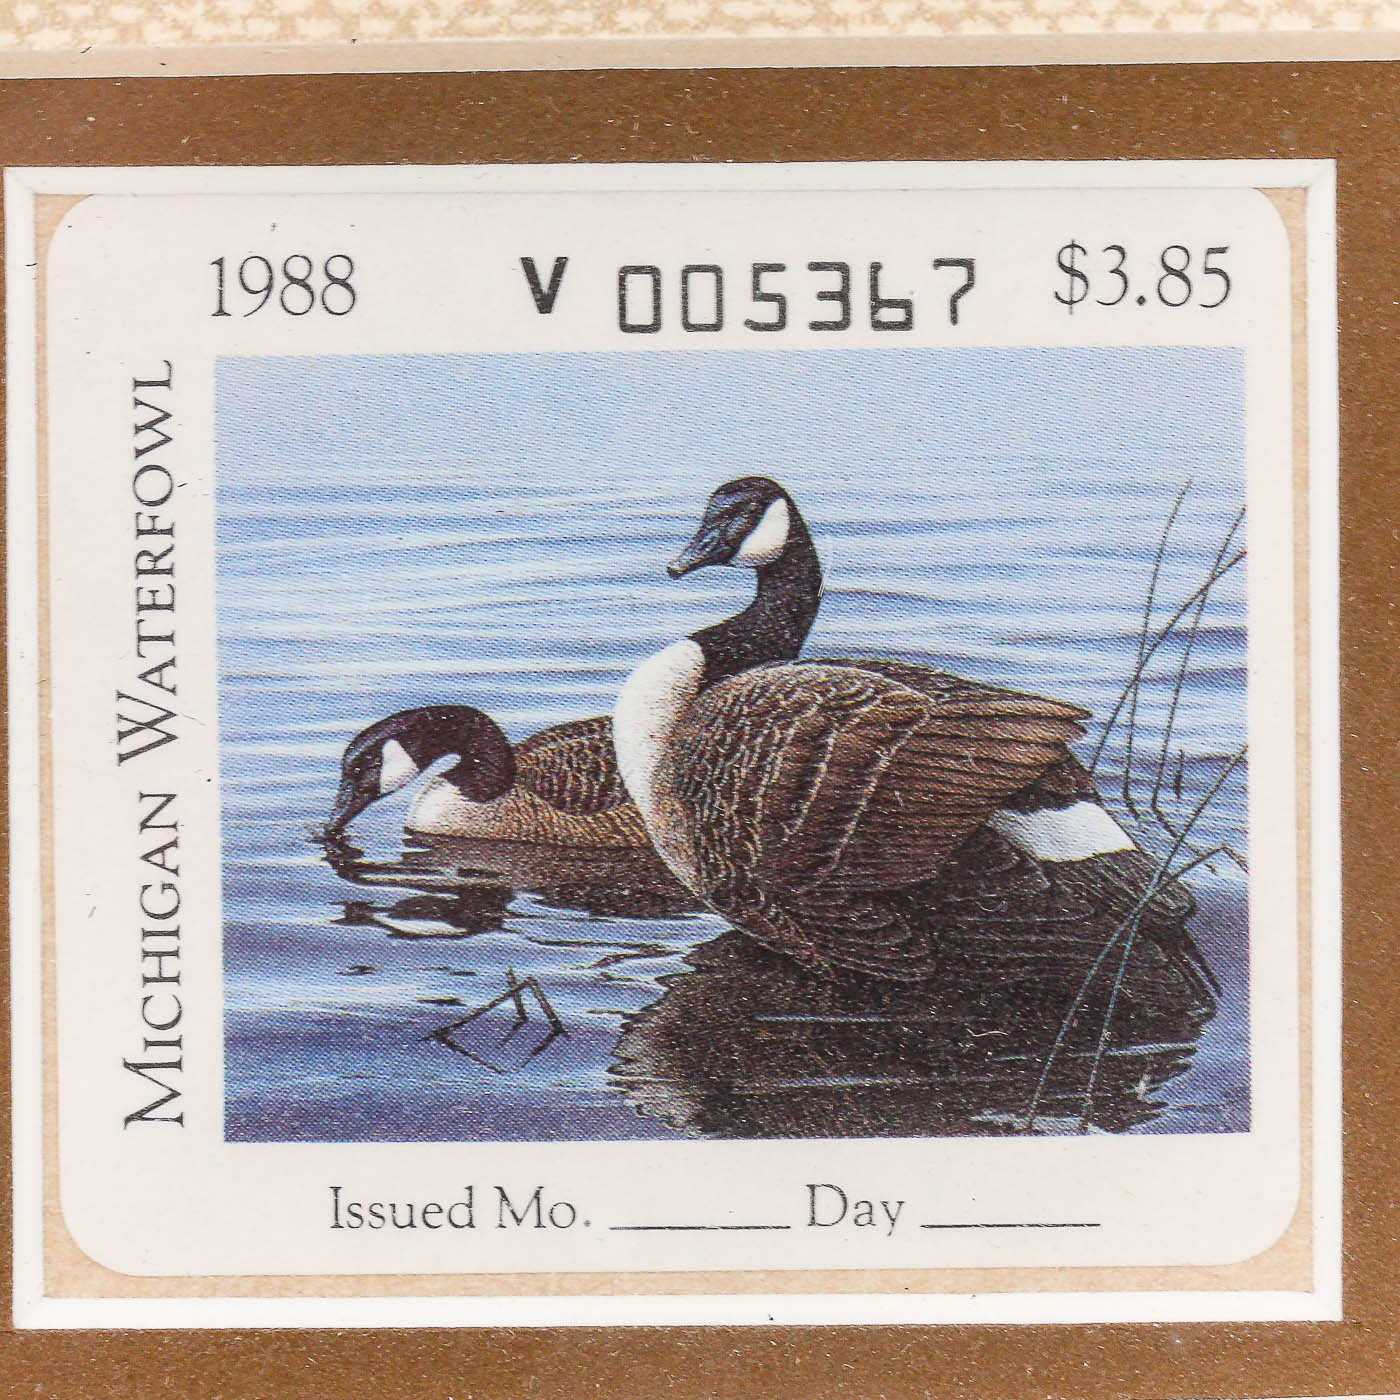 1988 V 005367 $3.85
MICHIGAN WATERFOWL
Issued Mo. ______ Day ______